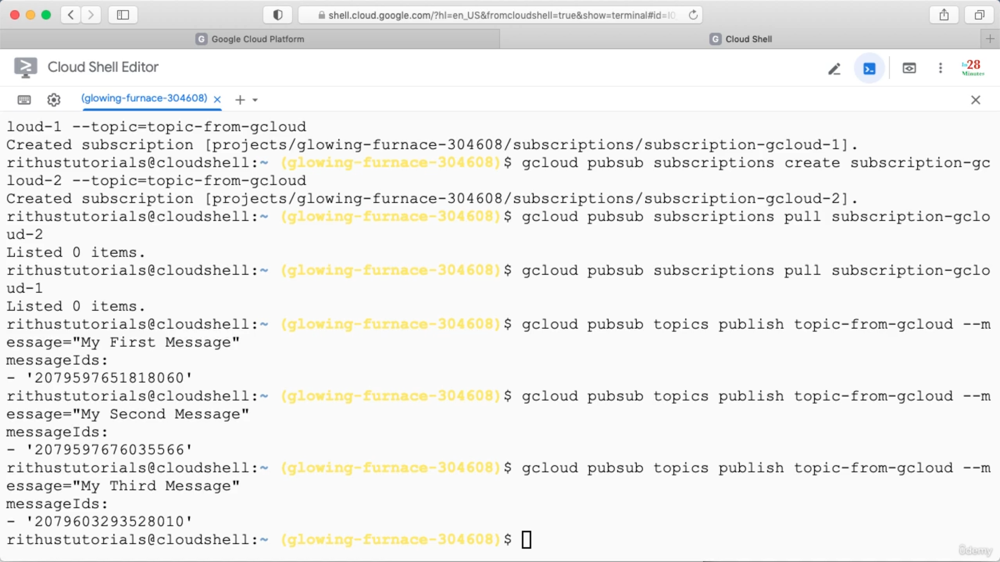 shell.cloud.google.com/?hl=en_US&fromcloudshell=true&show=terminal#id=I0
G Google Cloud Platform
G Cloud Shell
Cloud Shell Editor
in28
Minutes
(glowing-furnace-304608)
loud-1 --topic=topic-from-gcloud
Created subscription [projects/glowing-furnace-304608/subscriptions/subscription-gcloud-1].
rithustutorials@cloudshell:~ (glowing-furnace-304608)$ gcloud pubsub subscriptions create subscription-gc
loud-2 --topic=topic-from-gcloud
Created subscription [projects/glowing-furnace-304608/subscriptions/subscription-gcloud-2].
rithustutorials@cloudshell:~ (glowing-furnace-304608)$ gcloud pubsub subscriptions pull subscription-gclo
ud-2
Listed 0 items.
rithustutorials@cloudshell:~ (glowing-furnace-304608)$ gcloud pubsub subscriptions pull subscription-gclo
ud-1
Listed 0 items.
rithustutorials@cloudshell:~ (glowing-furnace-304608)$ gcloud pubsub topics publish topic-from-gcloud --m
essage="My First Message"
messageIds:
- '2079597651818060'
rithustutorials@cloudshell:~ (glowing-furnace-304608)$ gcloud pubsub topics publish topic-from-gcloud --m
essage="My Second Message"
messageIds:
- '2079597676035566'
rithustutorials@cloudshell:~ (glowing-furnace-304608)$ gcloud pubsub topics publish topic-from-gcloud --m
essage="My Third Message"
messageIds:
- '2079603293528010'
rithustutorials@cloudshell:~ (glowing-furnace-304608)$
ûdemy